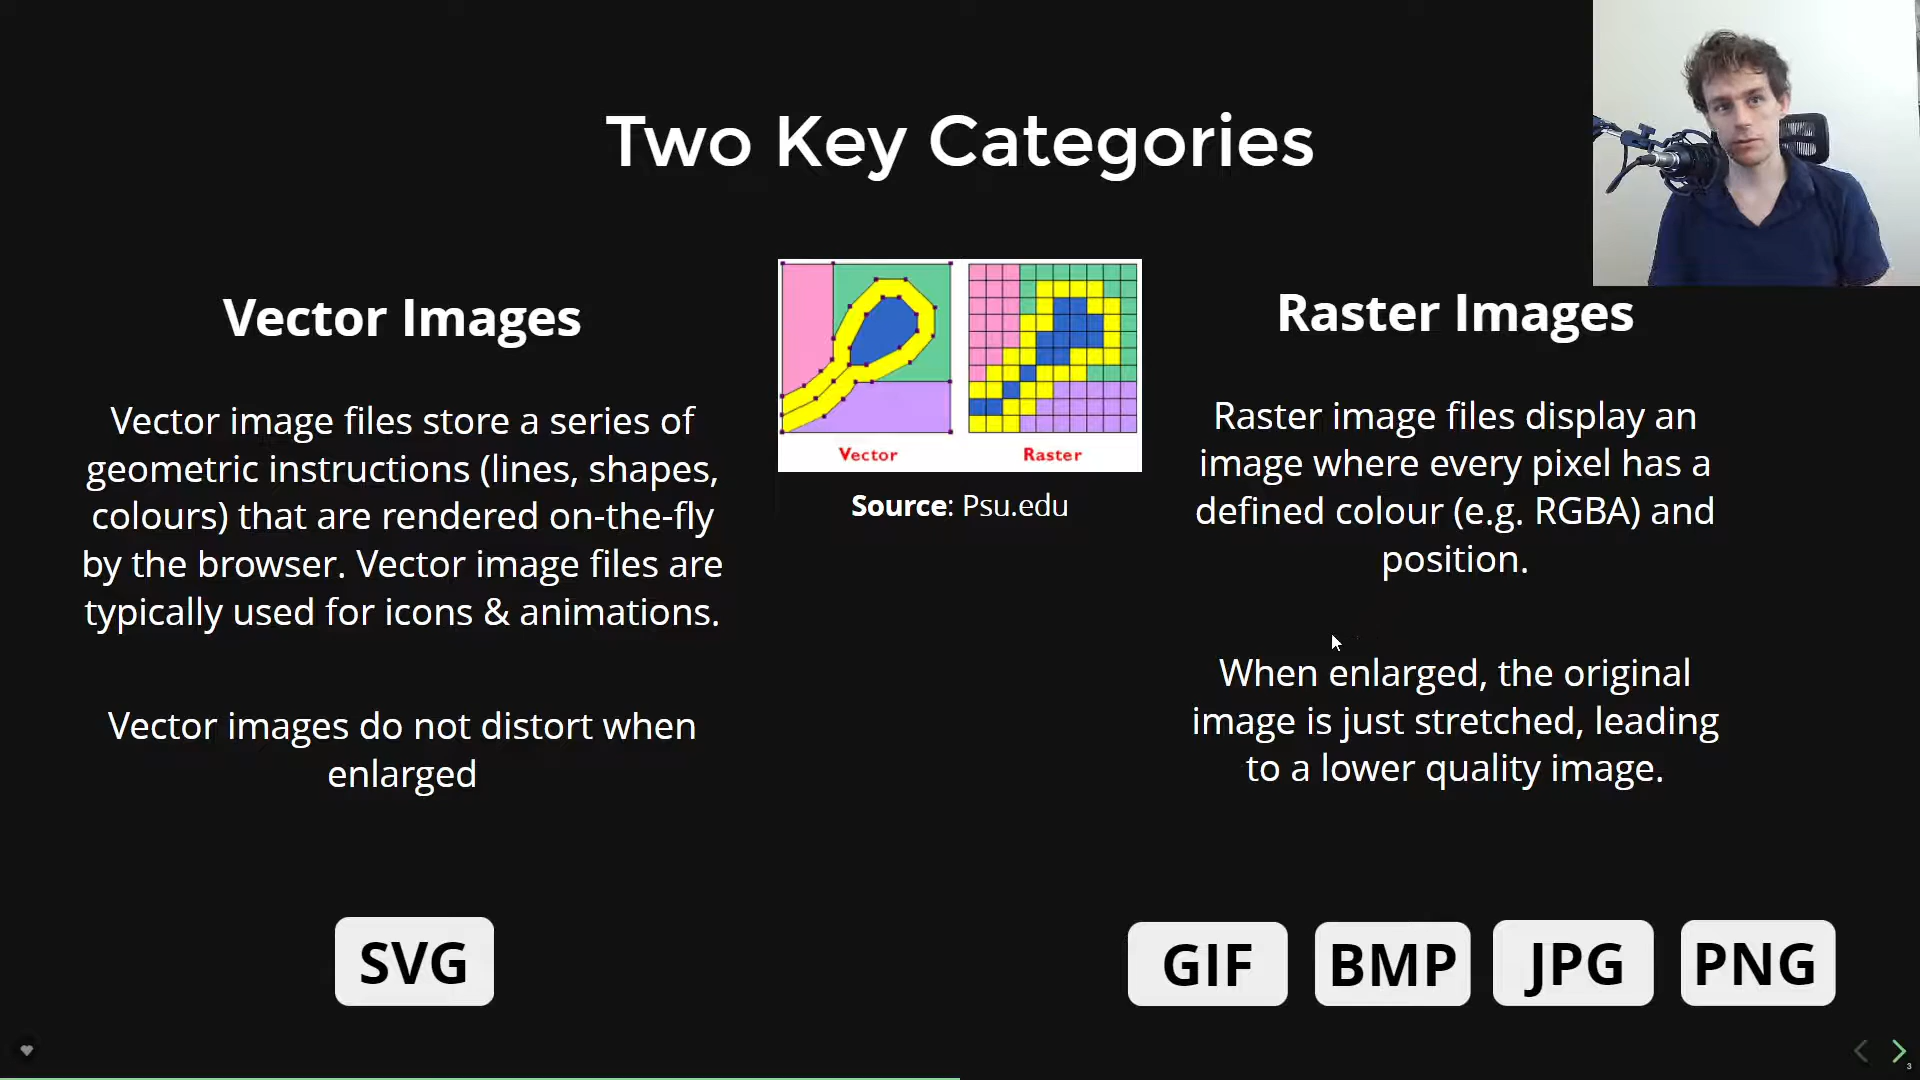 Two Key Categories
Vector Images
Vector image files store a series of
geometric instructions (lines, shapes,
colours) that are rendered on-the-fly
by the browser. Vector image files are
typically used for icons & animations.
Vector images do not distort when
enlarged
SVG
Vector
Raster
Source: Psu.edu
Raster Images
Raster image files display an
image where every pixel has a
defined colour (e.g. RGBA) and
position.
When enlarged, the original
image is just stretched, leading
to a lower quality image.
GIF
BMP
JPG
PNG
3